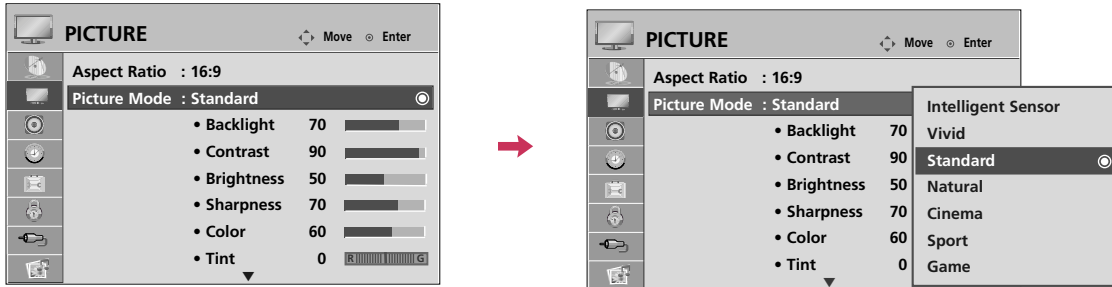 PICTURE Move Enter
Aspect Ratio : 16:9
Picture Mode : Standard
• Backlight 70
• Contrast 90
• Brightness 50
• Sharpness 70
• Color 60
• Tint 0 R G
PICTURE Move Enter
Aspect Ratio : 16:9
Picture Mode : Standard
• Backlight 70
• Contrast 90
• Brightness 50
• Sharpness 70
• Color 60
• Tint 0
Intelligent Sensor
Vivid
Standard
Natural
Cinema
Sport
Game